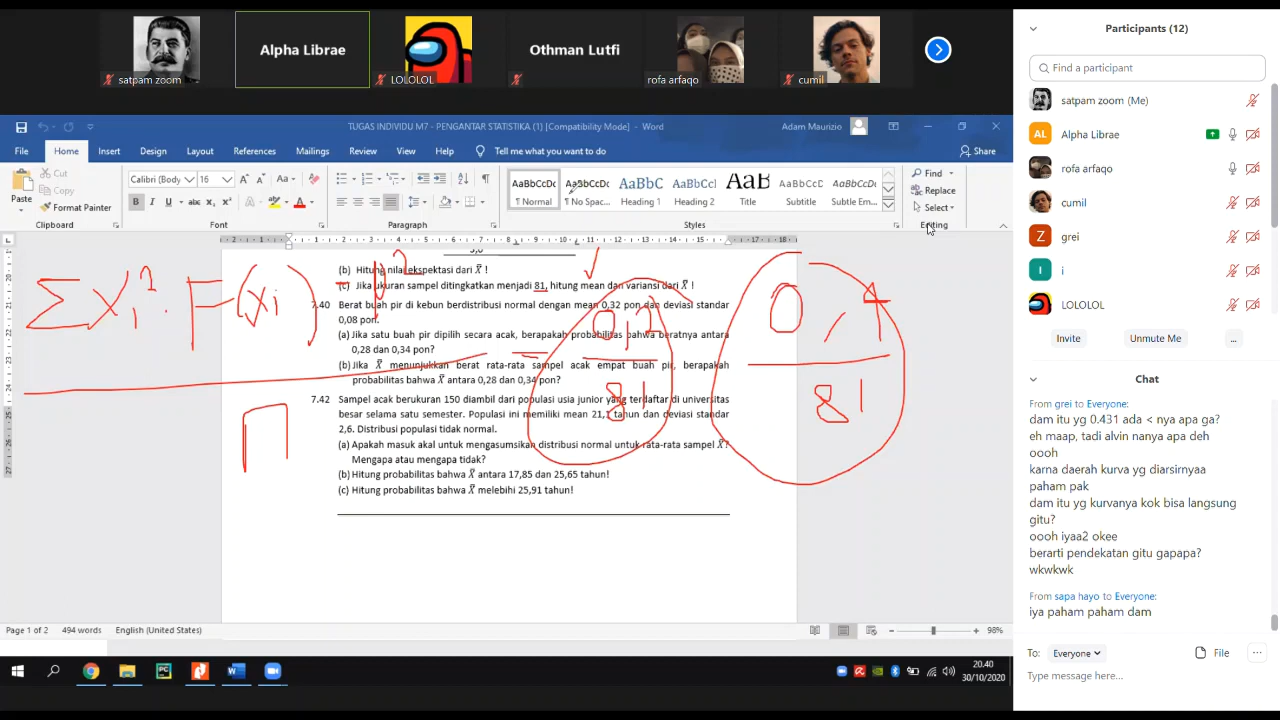 satpam zoom
Alpha Librae
LOLOLOL
Othman Lutfi
rofa arfaqo
cumil
TUGAS INDIVIDU M7 - PENGANTAR STATISTIKA (1) [Compatibility Mode] - Word
Adam Maurizio
File Home Insert Design Layout References Mailings Review View Help Tell me what you want to do Share
Paste
Cut
Copy
Format Painter
Clipboard
Calibri (Body) 16
Font
Paragraph
AaBbCcDc AaBbCcDc AaBbC AaBbCcl AaB AaBbCcD AaBbCcDc
¶ Normal ¶ No Spac... Heading 1 Heading 2 Title Subtitle Subtle Em...
Styles
Find
Replace
Select
Editing
(b) Hitung nilai ekspektasi dari X̄ !
(c) Jika ukuran sampel ditingkatkan menjadi 81, hitung mean dan variansi dari X̄ !
7.40 Berat buah pir di kebun berdistribusi normal dengan mean 0,32 pon dan deviasi standar
0,08 pon.
(a) Jika satu buah pir dipilih secara acak, berapakah probabilitas bahwa beratnya antara
0,28 dan 0,34 pon?
(b) Jika X̄ menunjukkan berat rata-rata sampel acak empat buah pir, berapakah
probabilitas bahwa X̄ antara 0,28 dan 0,34 pon?
7.42 Sampel acak berukuran 150 diambil dari populasi usia junior yang terdaftar di universitas
besar selama satu semester. Populasi ini memiliki mean 21,1 tahun dan deviasi standar
2,6. Distribusi populasi tidak normal.
(a) Apakah masuk akal untuk mengasumsikan distribusi normal untuk rata-rata sampel X̄?
Mengapa atau mengapa tidak?
(b) Hitung probabilitas bahwa X̄ antara 17,85 dan 25,65 tahun!
(c) Hitung probabilitas bahwa X̄ melebihi 25,91 tahun!
0,2
81
81
Page 1 of 2 494 words English (United States) 98%
20.40
30/10/2020
Participants (12)
Find a participant
satpam zoom (Me)
AL Alpha Librae
rofa arfaqo
cumil
Z grei
I i
LOLOLOL
Invite Unmute Me ...
Chat
From grei to Everyone:
dam itu yg 0.431 ada < nya apa ga?
eh maap, tadi alvin nanya apa deh
oooh
karna daerah kurva yg diarsirnyaa
paham pak
dam itu yg kurvanya kok bisa langsung
gitu?
oooh iyaa2 okee
berarti pendekatan gitu gapapa?
wkwkwk
From sapa hayo to Everyone:
iya paham paham dam
To: Everyone File ...
Type message here...